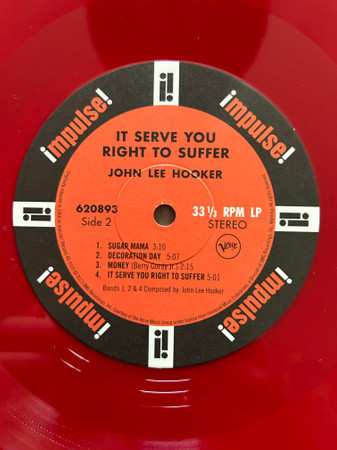 impulse!
IT SERVE YOU
RIGHT TO SUFFER
JOHN LEE HOOKER
620893
Side 2
33 1/3 RPM LP
STEREO
Verve
1. SUGAR MAMA 3:10
2. DECORATION DAY 5:07
3. MONEY (Berry Gordy Jr.) 2:15
4. IT SERVE YOU RIGHT TO SUFFER 5:01
Bands 1, 2 & 4 Composed by: John Lee Hooker
impulse!
impulse!
impulse!